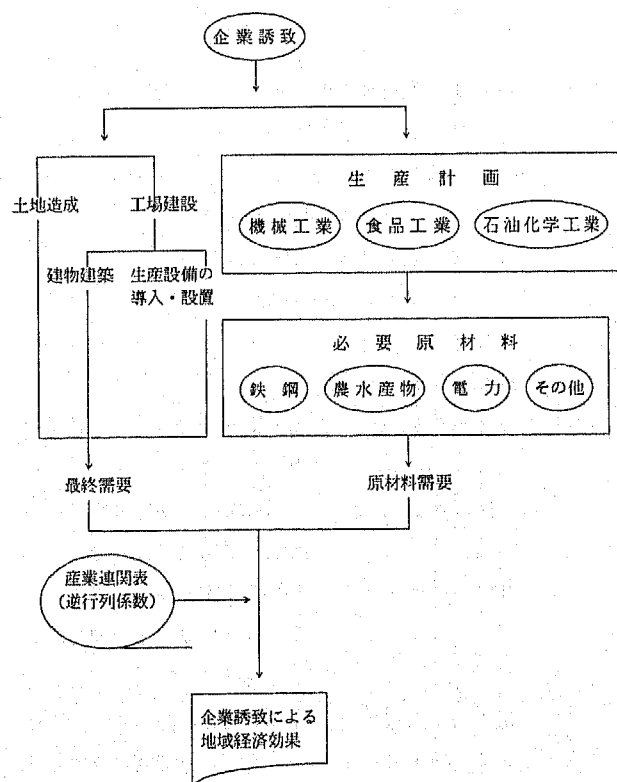 企業誘致
土地造成
工場建設
建物建築
生産設備の
導入・設置
生産計画
機械工業
食品工業
石油化学工業
必要原材料
鉄鋼
農水産物
電力
その他
最終需要
原材料需要
産業連関表
(逆行列係数)
企業誘致による
地域経済効果